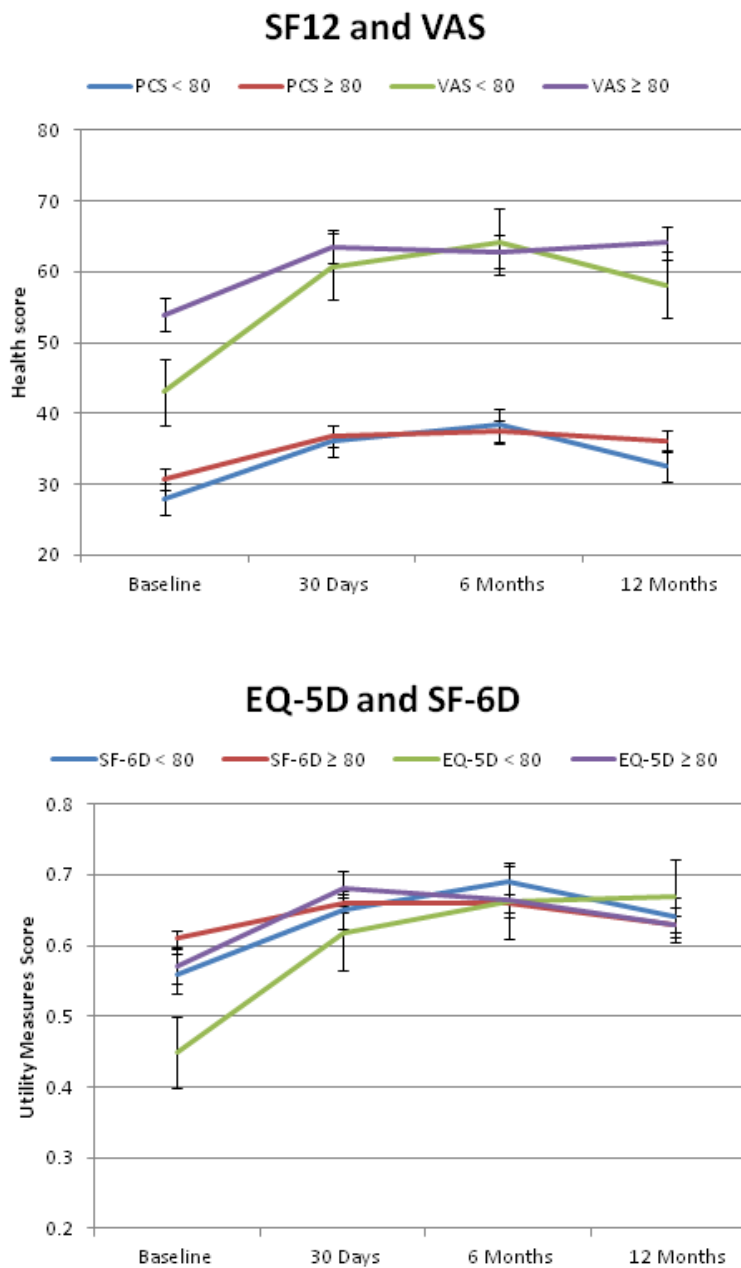 SF12 and VAS
PCS < 80 PCS ≥ 80 VAS < 80 VAS ≥ 80
80
70
60
50
40
30
20
Health score
Baseline 30 Days 6 Months 12 Months
EQ-5D and SF-6D
SF-6D < 80 SF-6D ≥ 80 EQ-5D < 80 EQ-5D ≥ 80
0.8
0.7
0.6
0.5
0.4
0.3
0.2
Utility Measures Score
Baseline 30 Days 6 Months 12 Months